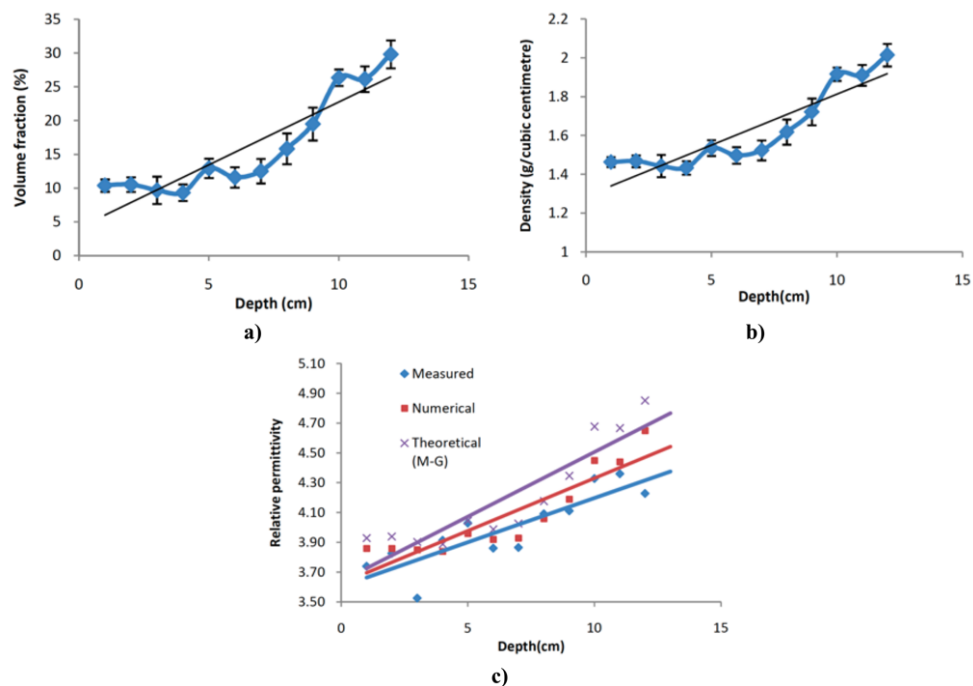 35
30
25
20
15
10
5
0
Volume fraction (%)
0 5 10 15
Depth (cm)
a)
2.2
2
1.8
1.6
1.4
1.2
1
Density (g/cubic centimetre)
0 5 10 15
Depth(cm)
b)
5.10
4.70
4.50
4.30
4.10
3.90
3.70
3.50
Relative permittivity
Measured
Numerical
Theoretical
(M-G)
0 5 10 15
Depth(cm)
c)